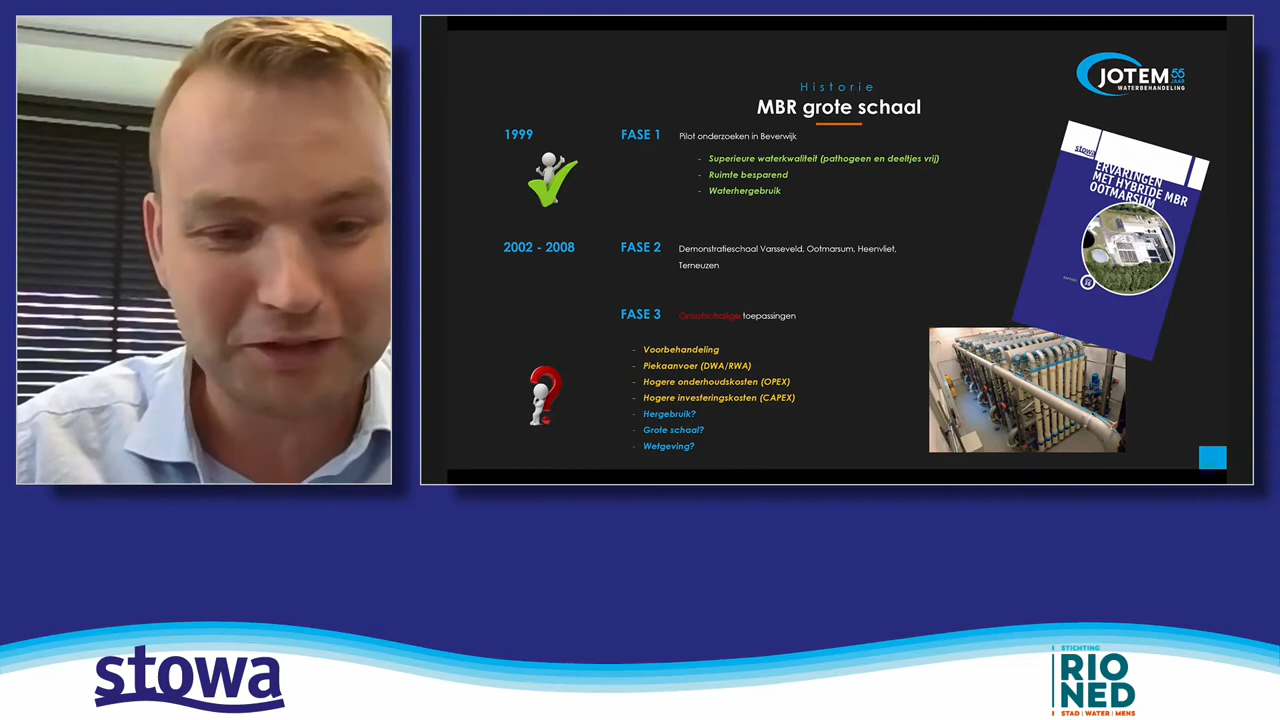 Historie
MBR grote schaal
JOTEM 55
JAAR
WATERBEHANDELING
1999
FASE 1
Pilot onderzoeken in Beverwijk
- Superieure waterkwaliteit (pathogeen en deeltjes vrij)
- Ruimte besparend
- Waterhergebruik
2002 - 2008
FASE 2
Demonstratieschaal Varsseveld, Ootmarsum, Heenvliet,
Terneuzen
FASE 3
Grootschalige toepassingen
- Voorbehandeling
- Piekaanvoer (DWA/RWA)
- Hogere onderhoudskosten (OPEX)
- Hogere investeringskosten (CAPEX)
- Hergebruik?
- Grote schaal?
- Wetgeving?
stowa
ERVARINGEN
MET HYBRIDE MBR
OOTMARSUM
RAPPORT
stowa
STICHTING
RIO
NED
STAD | WATER | MENS